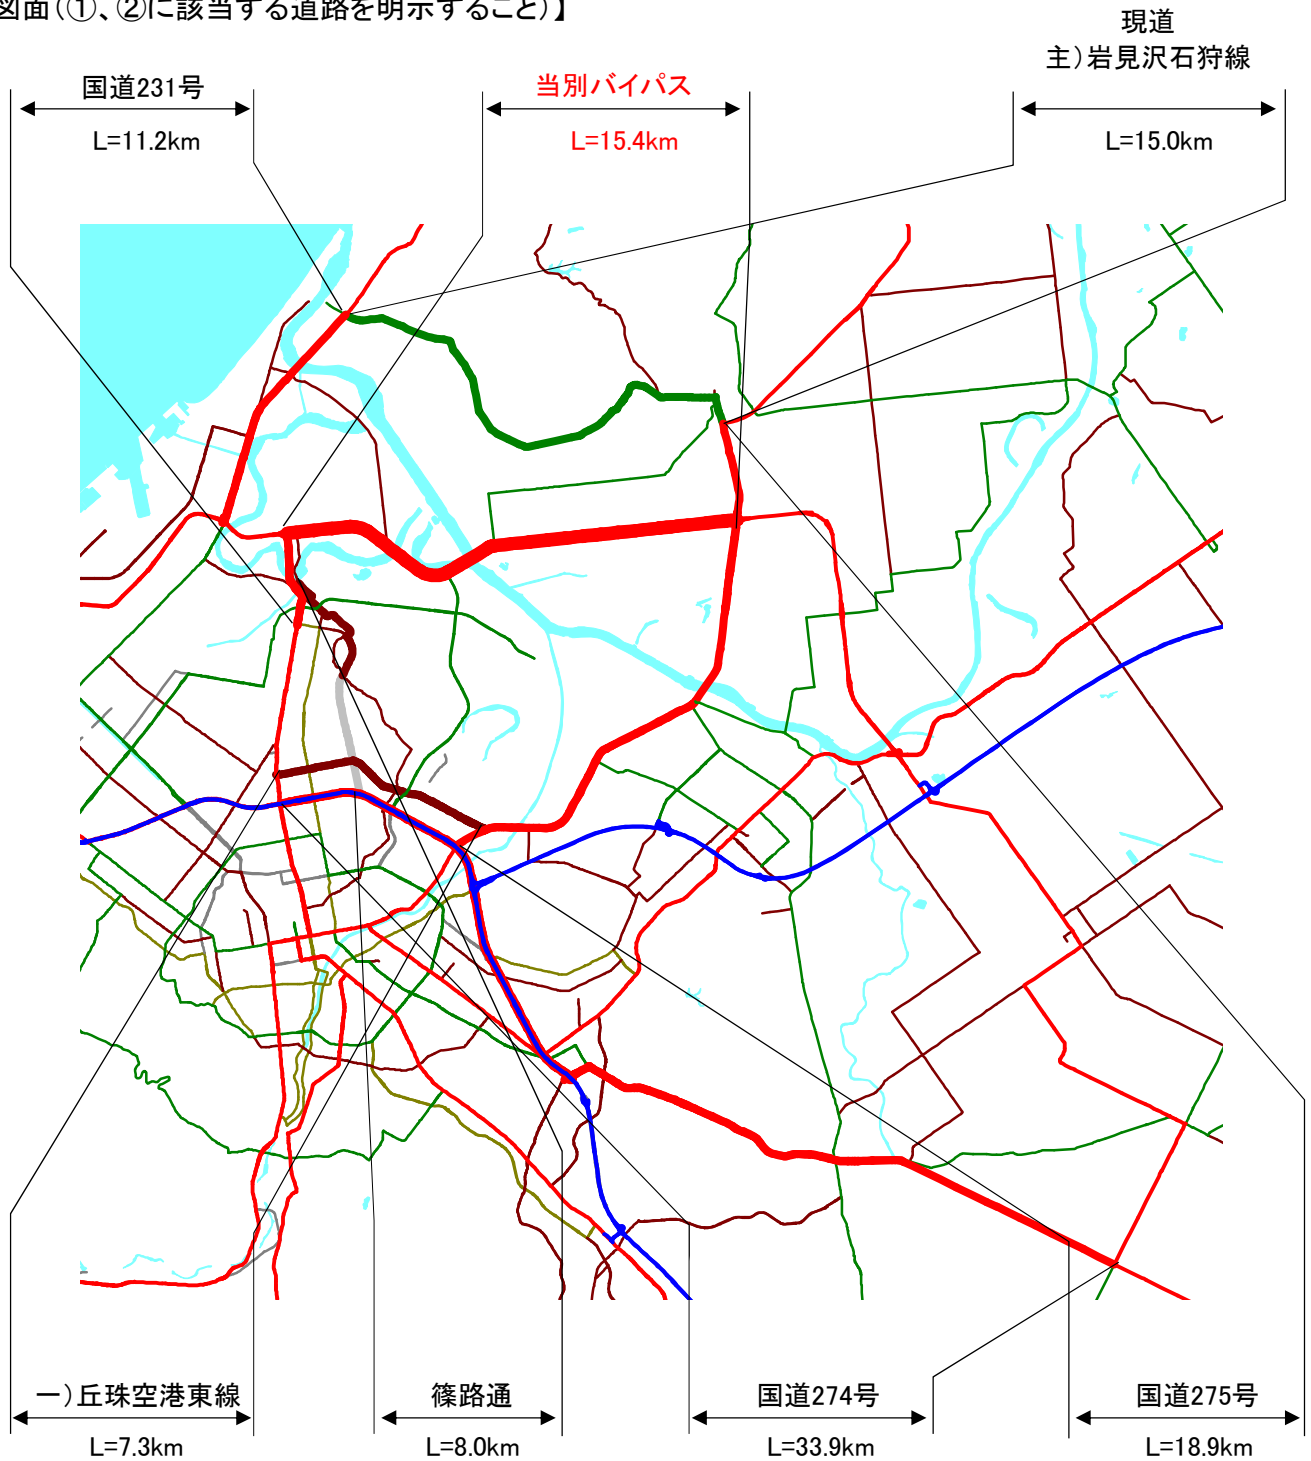 図面(①、②に該当する道路を明示すること)】
現道
主)岩見沢石狩線
国道231号
当別バイパス
L=11.2km
L=15.4km
L=15.0km
一)丘珠空港東線
篠路通
国道274号
国道275号
L=7.3km
L=8.0km
L=33.9km
L=18.9km